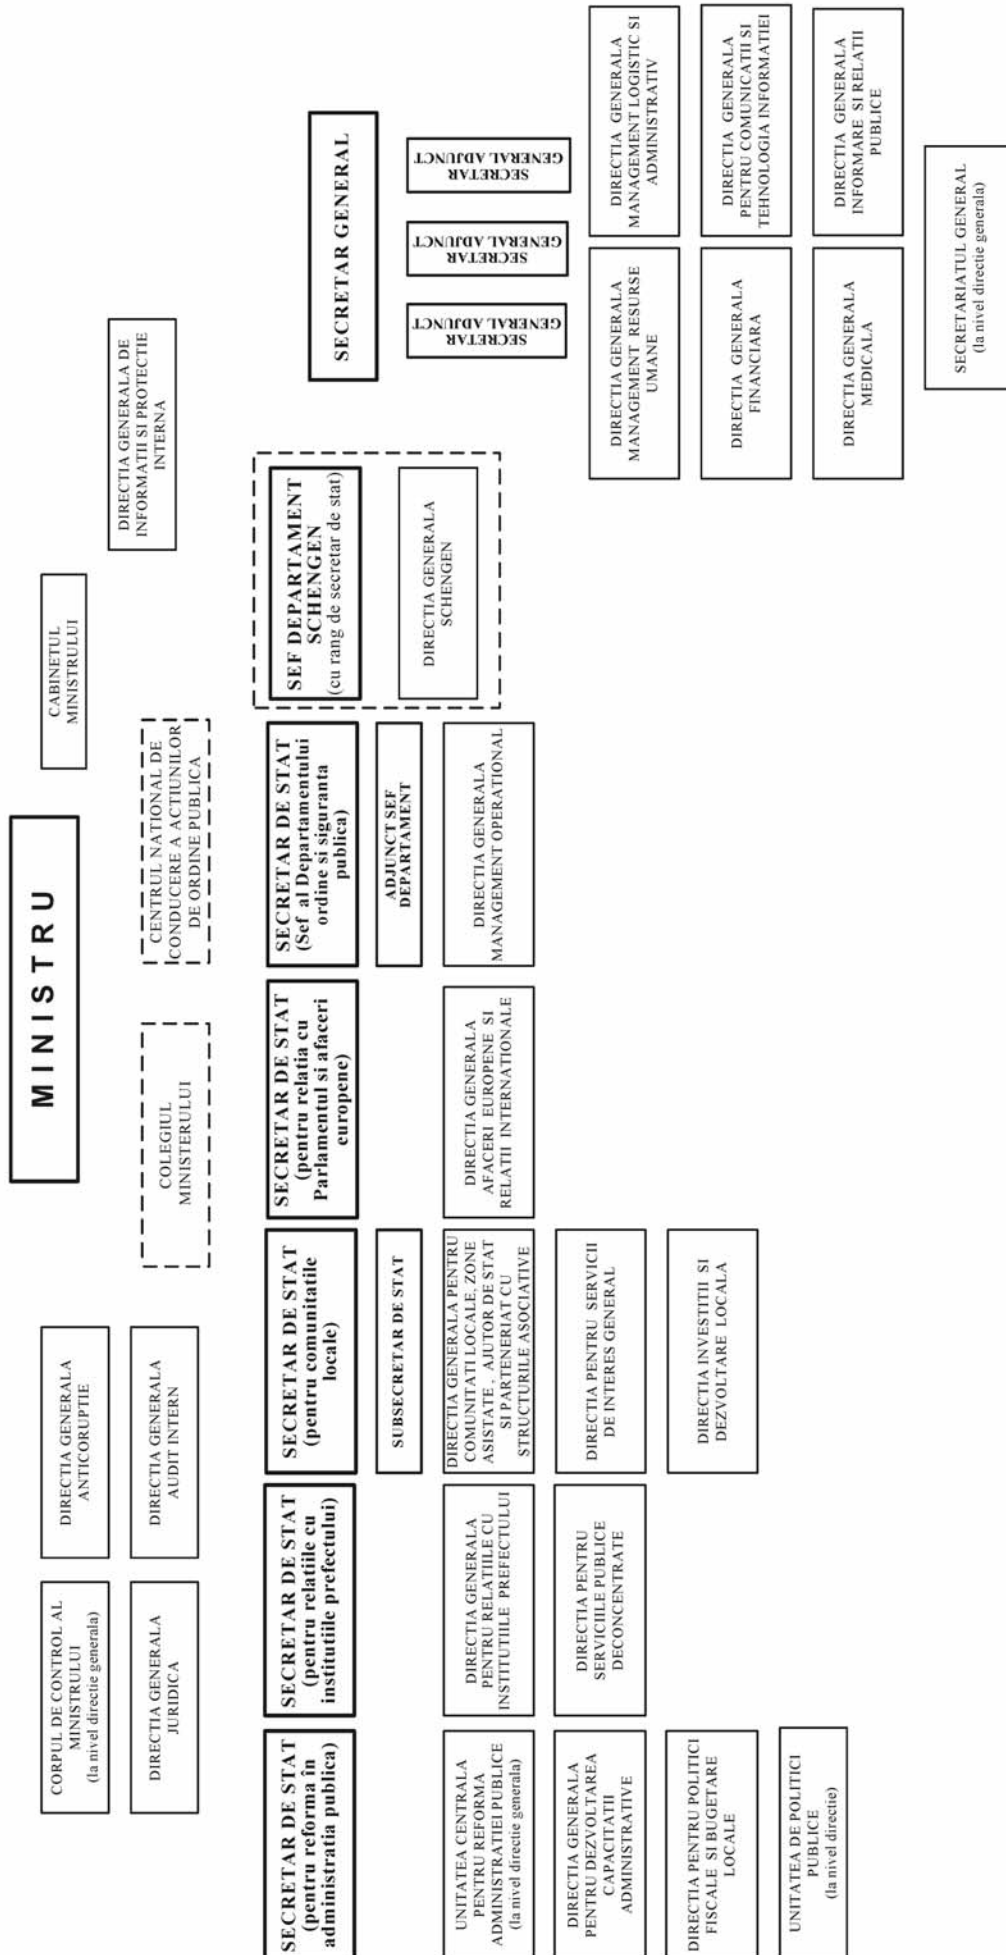 MINISTRU
CORPUL DE CONTROL AL
MINISTRULUI
(la nivel directie generala)
DIRECTIA GENERALA
ANTICORUPTIE
CABINETUL
MINISTRULUI
DIRECTIA GENERALA
JURIDICA
DIRECTIA GENERALA
AUDIT INTERN
COLEGIUL
MINISTERULUI
CENTRUL NATIONAL DE
CONDUCERE A ACTIUNILOR
DE ORDINE PUBLICA
DIRECTIA GENERALA DE
INFORMATII SI PROTECTIE
INTERNA
SECRETAR DE STAT
(pentru reforma în
administratia publica)
UNITATEA CENTRALA
PENTRU REFORMA
ADMINISTRATIEI PUBLICE
(la nivel directie generala)
DIRECTIA GENERALA
PENTRU DEZVOLTAREA
CAPACITATII
ADMINISTRATIVE
DIRECTIA PENTRU POLITICI
FISCALE SI BUGETARE
LOCALE
UNITATEA DE POLITICI
PUBLICE
(la nivel directie)
SECRETAR DE STAT
(pentru relatiile cu
institutiile prefectului)
DIRECTIA GENERALA
PENTRU RELATIILE CU
INSTITUTIILE PREFECTULUI
DIRECTIA PENTRU
SERVICIILE PUBLICE
DECONCENTRATE
SECRETAR DE STAT
(pentru comunitatile
locale)
SUBSECRETAR DE STAT
DIRECTIA GENERALA PENTRU
COMUNITATI LOCALE, ZONE
ASISTATE , AJUTOR DE STAT
SI PARTENERIAT CU
STRUCTURILE ASOCIATIVE
DIRECTIA PENTRU SERVICII
DE INTERES GENERAL
DIRECTIA INVESTITII SI
DEZVOLTARE LOCALA
SECRETAR DE STAT
(pentru relatia cu
Parlamentul si afaceri
europene)
DIRECTIA GENERALA
AFACERI EUROPENE SI
RELATII INTERNATIONALE
SECRETAR DE STAT
(Sef al Departamentului
ordine si siguranta
publica)
ADJUNCT SEF
DEPARTAMENT
DIRECTIA GENERALA
MANAGEMENT OPERATIONAL
SEF DEPARTAMENT
SCHENGEN
(cu rang de secretar de stat)
DIRECTIA GENERALA
SCHENGEN
SECRETAR GENERAL
SECRETAR
GENERAL ADJUNCT
SECRETAR
GENERAL ADJUNCT
SECRETAR
GENERAL ADJUNCT
DIRECTIA GENERALA
MANAGEMENT RESURSE
UMANE
DIRECTIA GENERALA
MANAGEMENT LOGISTIC SI
ADMINISTRATIV
DIRECTIA GENERALA
FINANCIARA
DIRECTIA GENERALA
PENTRU COMUNICATII SI
TEHNOLOGIA INFORMATIEI
DIRECTIA GENERALA
MEDICALA
DIRECTIA GENERALA
INFORMARE SI RELATII
PUBLICE
SECRETARIATUL GENERAL
(la nivel directie generala)